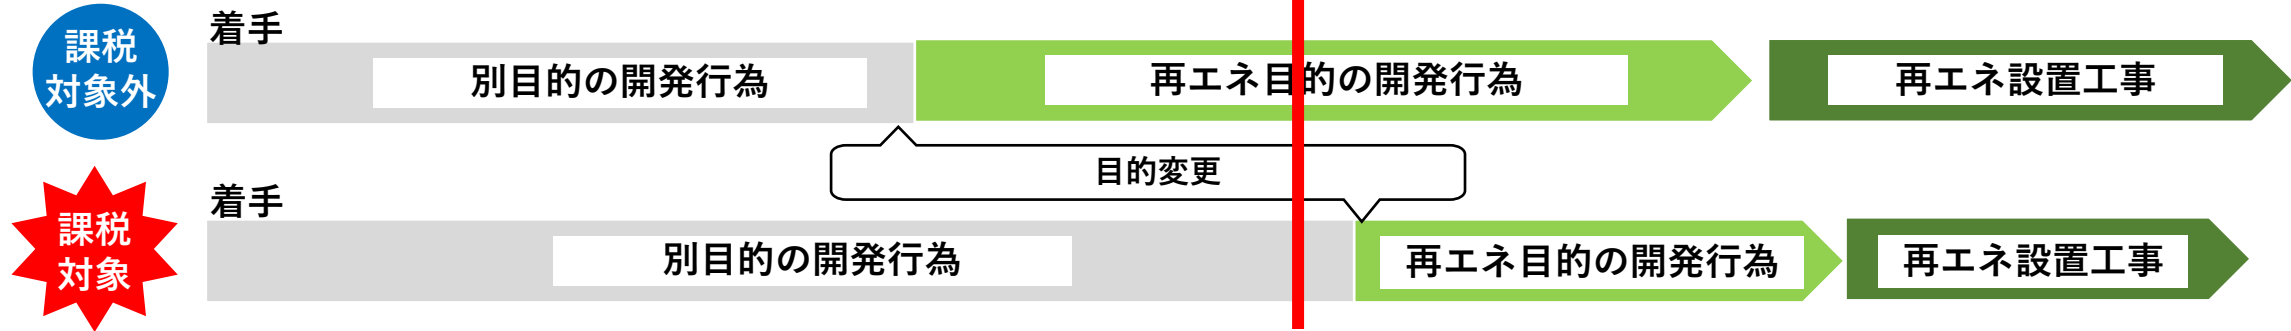 課税
対象外
着手
別目的の開発行為
再エネ目的の開発行為
再エネ設置工事
目的変更
課税
対象
着手
別目的の開発行為
再エネ目的の開発行為
再エネ設置工事